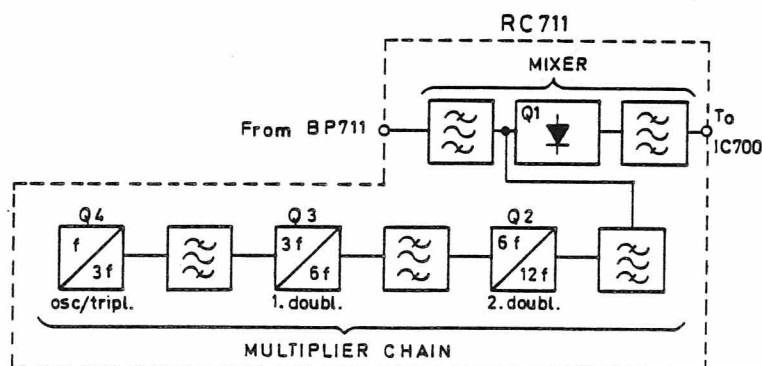 RC711
MIXER
From BP711
Q1
To
IC700
Q4
Q3
Q2
f
3f
3f
6f
6f
12f
osc/tripl.
1. doubl.
2. doubl.
MULTIPLIER CHAIN